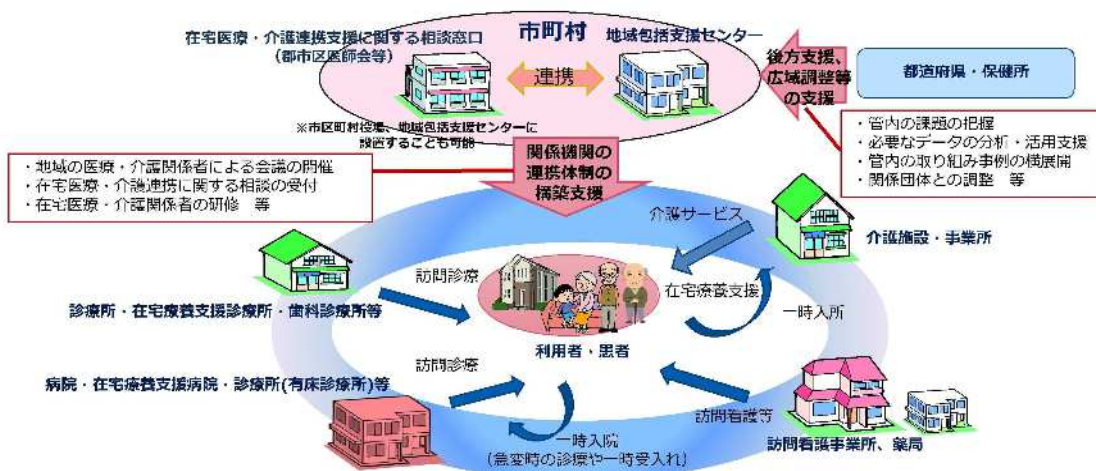 市町村
在宅医療・介護連携支援に関する相談窓口
(郡市区医師会等)
地域包括支援センター
連携
※市区町村役場、地域包括支援センターに
設置することも可能
後方支援、
広域調整等
の支援
都道府県・保健所
・管内の課題の把握
・必要なデータの分析・活用支援
・管内の取り組み事例の横展開
・関係団体との調整 等
・地域の医療・介護関係者による会議の開催
・在宅医療・介護連携に関する相談の受付
・在宅医療・介護関係者の研修 等
関係機関の
連携体制の
構築支援
介護サービス
介護施設・事業所
訪問診療
在宅療養支援
一時入所
診療所・在宅療養支援診療所・歯科診療所等
利用者・患者
病院・在宅療養支援病院・診療所(有床診療所)等
訪問診療
訪問看護等
訪問看護事業所、薬局
一時入院
(急変時の診療や一時受入れ)